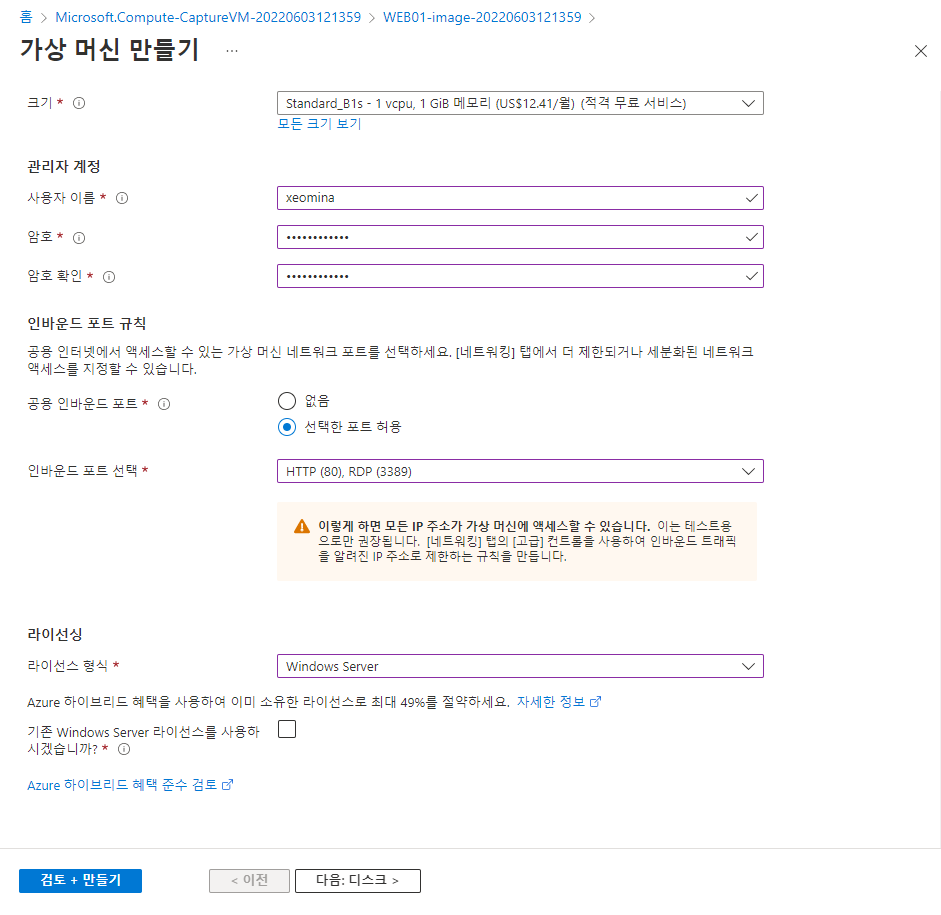 홈 > Microsoft.Compute-CaptureVM-20220603121359 > WEB01-image-20220603121359 >
가상 머신 만들기 ...
크기 *
Standard_B1s - 1 vcpu, 1 GiB 메모리 (US$12.41/월) (적격 무료 서비스)
모든 크기 보기
관리자 계정
사용자 이름 *
xeomina
암호 *
••••••••••••
암호 확인 *
••••••••••••
인바운드 포트 규칙
공용 인터넷에서 액세스할 수 있는 가상 머신 네트워크 포트를 선택하세요. [네트워킹] 탭에서 더 제한되거나 세분화된 네트워크
액세스를 지정할 수 있습니다.
공용 인바운드 포트 *
없음
선택한 포트 허용
인바운드 포트 선택 *
HTTP (80), RDP (3389)
이렇게 하면 모든 IP 주소가 가상 머신에 액세스할 수 있습니다. 이는 테스트용
으로만 권장됩니다. [네트워킹] 탭의 [고급] 컨트롤을 사용하여 인바운드 트래픽
을 알려진 IP 주소로 제한하는 규칙을 만듭니다.
라이선싱
라이선스 형식 *
Windows Server
Azure 하이브리드 혜택을 사용하여 이미 소유한 라이선스로 최대 49%를 절약하세요. 자세한 정보
기존 Windows Server 라이선스를 사용하
시겠습니까? *
Azure 하이브리드 혜택 준수 검토
검토 + 만들기
< 이전
다음: 디스크 >